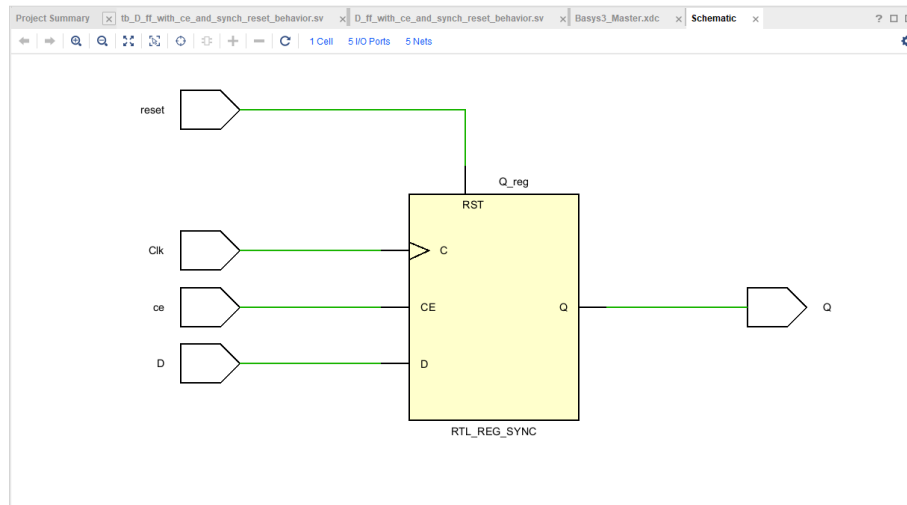 Project Summary × tb_D_ff_with_ce_and_synch_reset_behavior.sv × D_ff_with_ce_and_synch_reset_behavior.sv × Basys3_Master.xdc × Schematic × ?
1 Cell 5 I/O Ports 5 Nets
reset
Q_reg
RST
Clk C
ce CE Q Q
D D
RTL_REG_SYNC